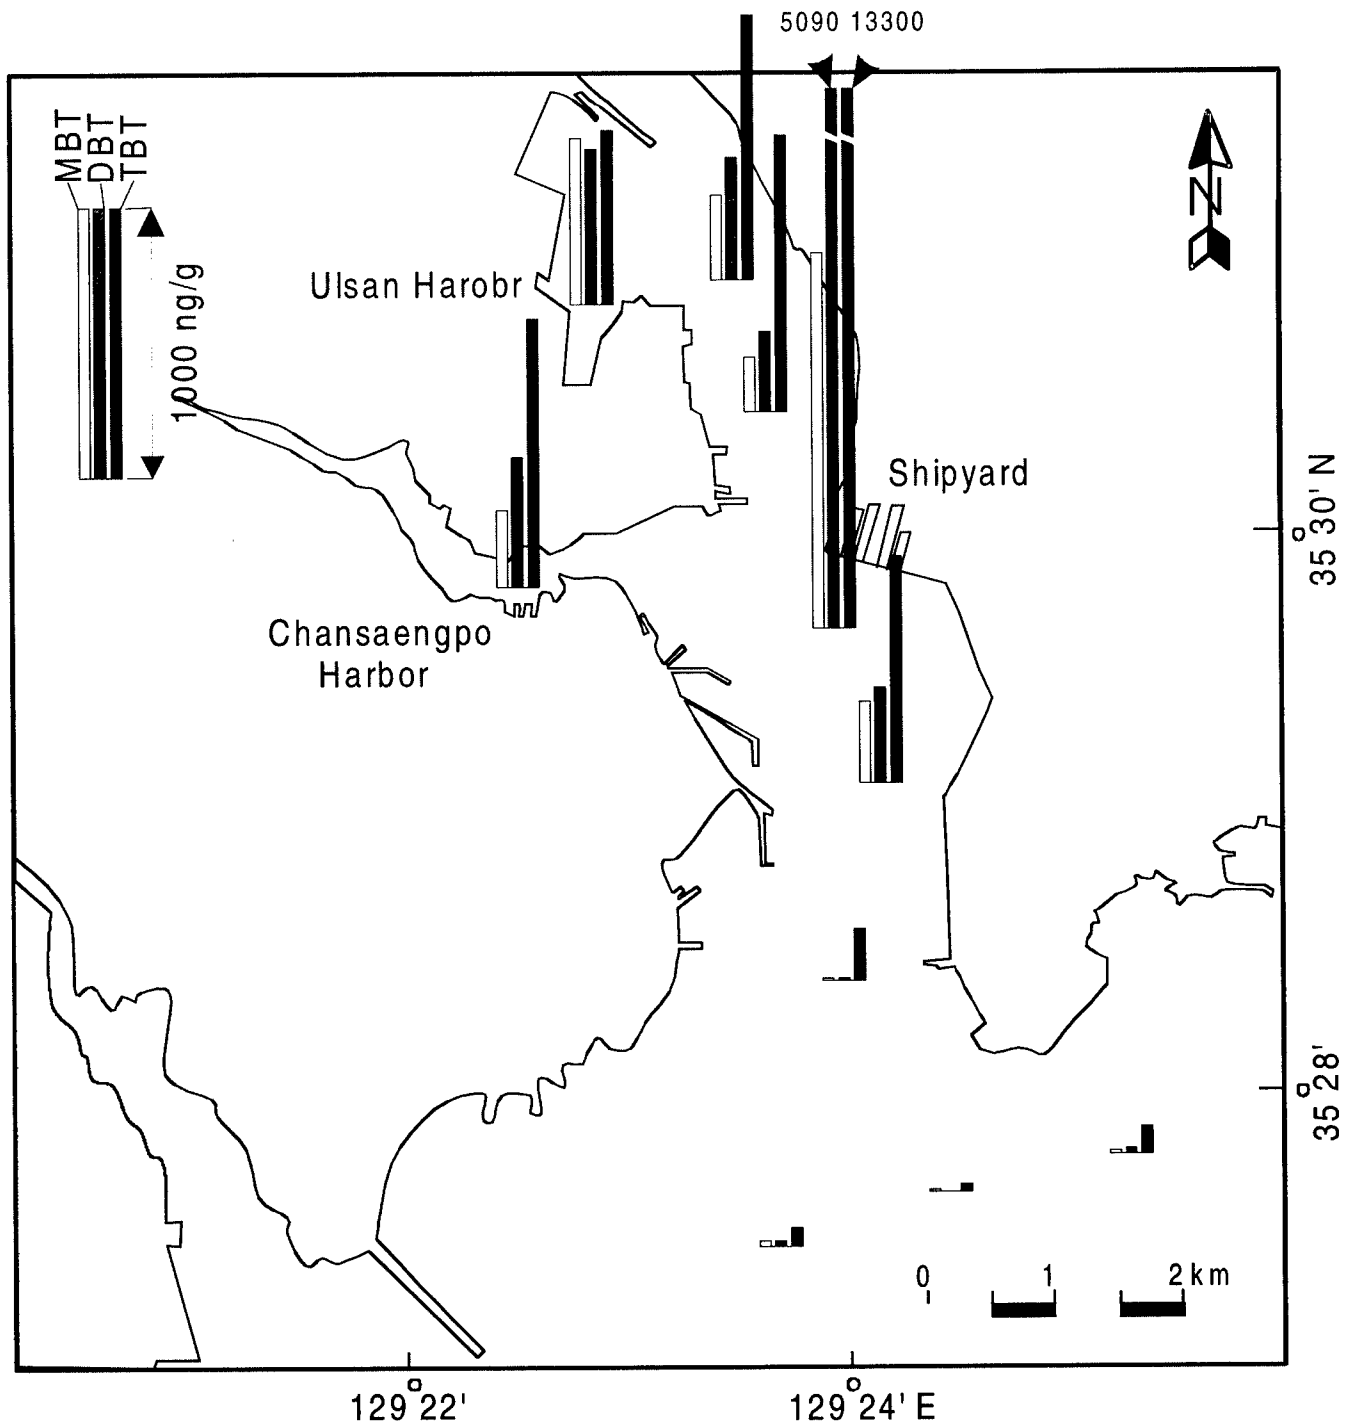 5090 13300
MBT
DBT
TBT
1000 ng/g
N
Ulsan Harobr
Shipyard
35°30' N
Chansaengpo
Harbor
35°28'
0 1 2 km
129°22' 129°24' E